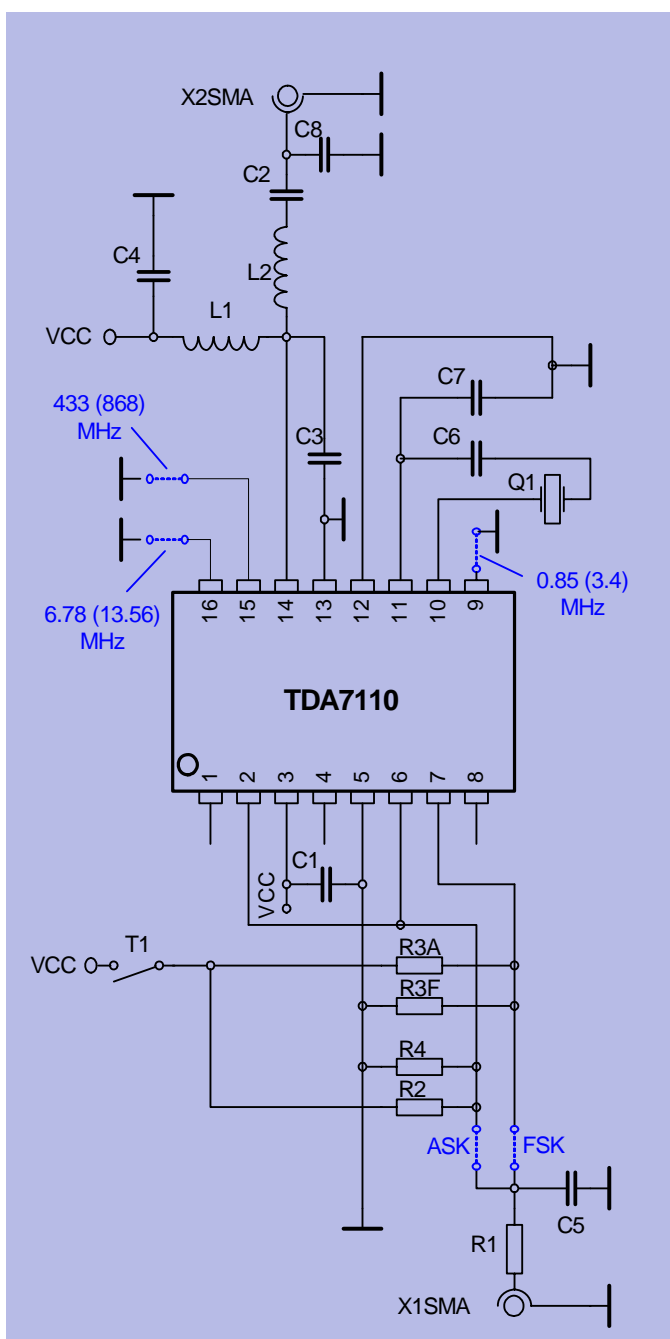 X2SMA
C8
C2
C4
L2
L1
VCC
C7
433 (868)
MHz
C3
C6
Q1
6.78 (13.56)
MHz
0.85 (3.4)
MHz
16 15 14 13 12 11 10 9
TDA7110
1 2 3 4 5 6 7 8
C1
VCC
T1
VCC
R3A
R3F
R4
R2
ASK
FSK
C5
R1
X1SMA